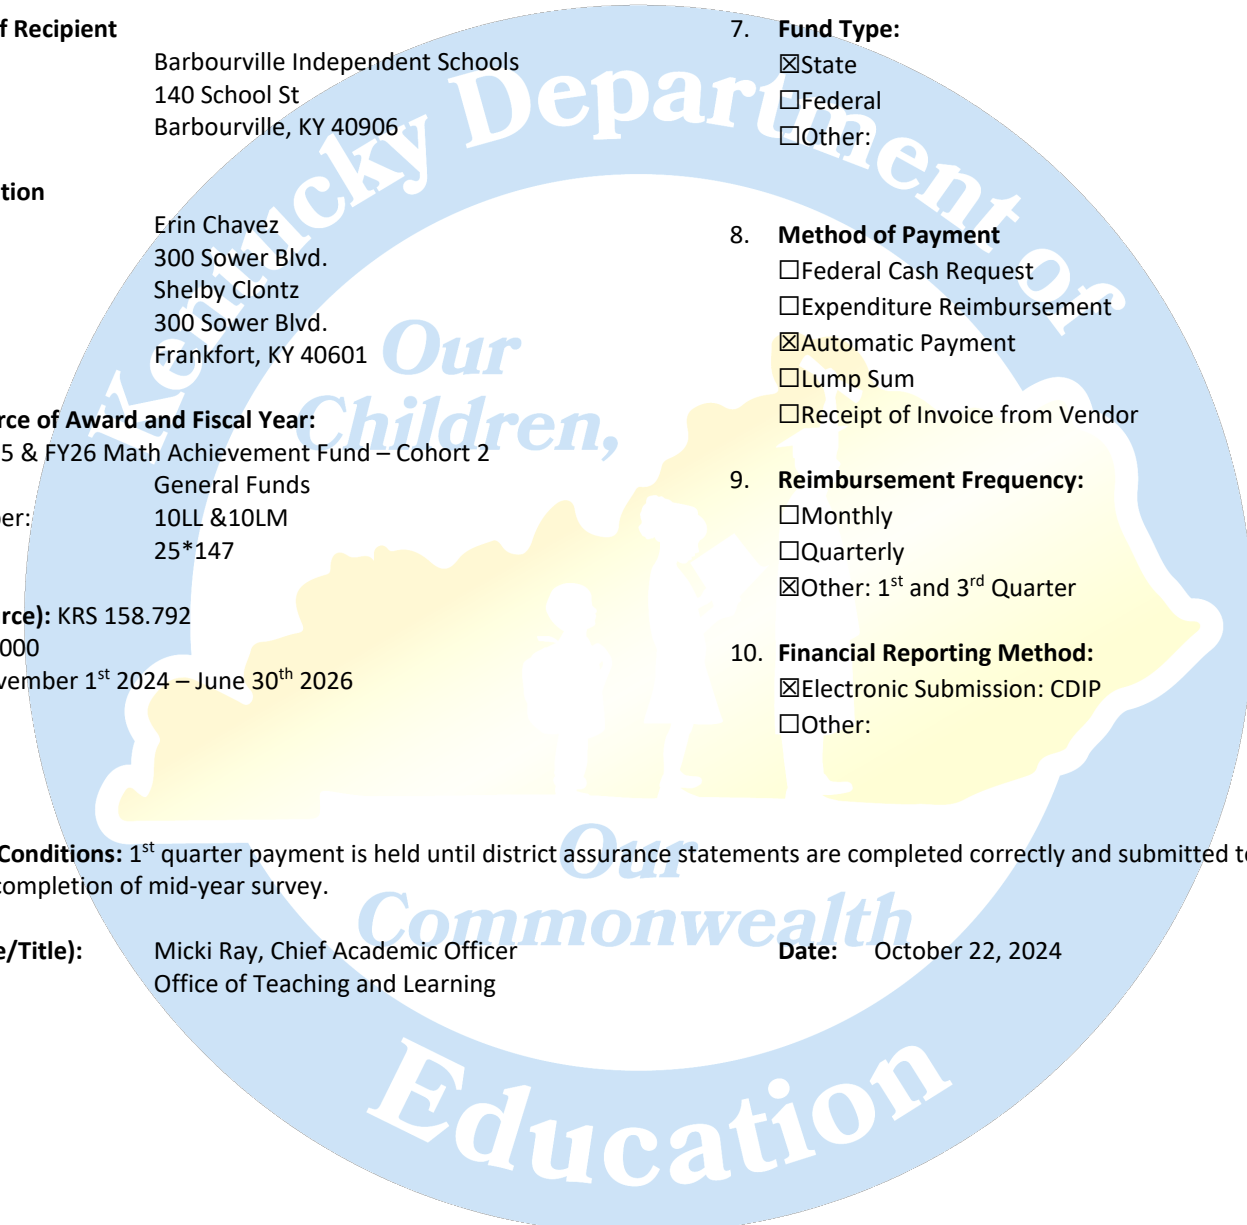 f Recipient
Barbourville Independent Schools
140 School St
Barbourville, KY 40906
tion
Erin Chavez
300 Sower Blvd.
Shelby Clontz
300 Sower Blvd.
Frankfort, KY 40601
rce of Award and Fiscal Year:
5 & FY26 Math Achievement Fund – Cohort 2
General Funds
er: 10LL &10LM
25*147
rce): KRS 158.792
000
vember 1st 2024 – June 30th 2026
7. Fund Type:
☒State
☐Federal
☐Other:
8. Method of Payment
☐Federal Cash Request
☐Expenditure Reimbursement
☒Automatic Payment
☐Lump Sum
☐Receipt of Invoice from Vendor
9. Reimbursement Frequency:
☐Monthly
☐Quarterly
☒Other: 1st and 3rd Quarter
10. Financial Reporting Method:
☒Electronic Submission: CDIP
☐Other:
Conditions: 1st quarter payment is held until district assurance statements are completed correctly and submitted to
completion of mid-year survey.
e/Title): Micki Ray, Chief Academic Officer
Office of Teaching and Learning
Date: October 22, 2024
Kentucky Department of
Education
Our
Children,
Our
Commonwealth